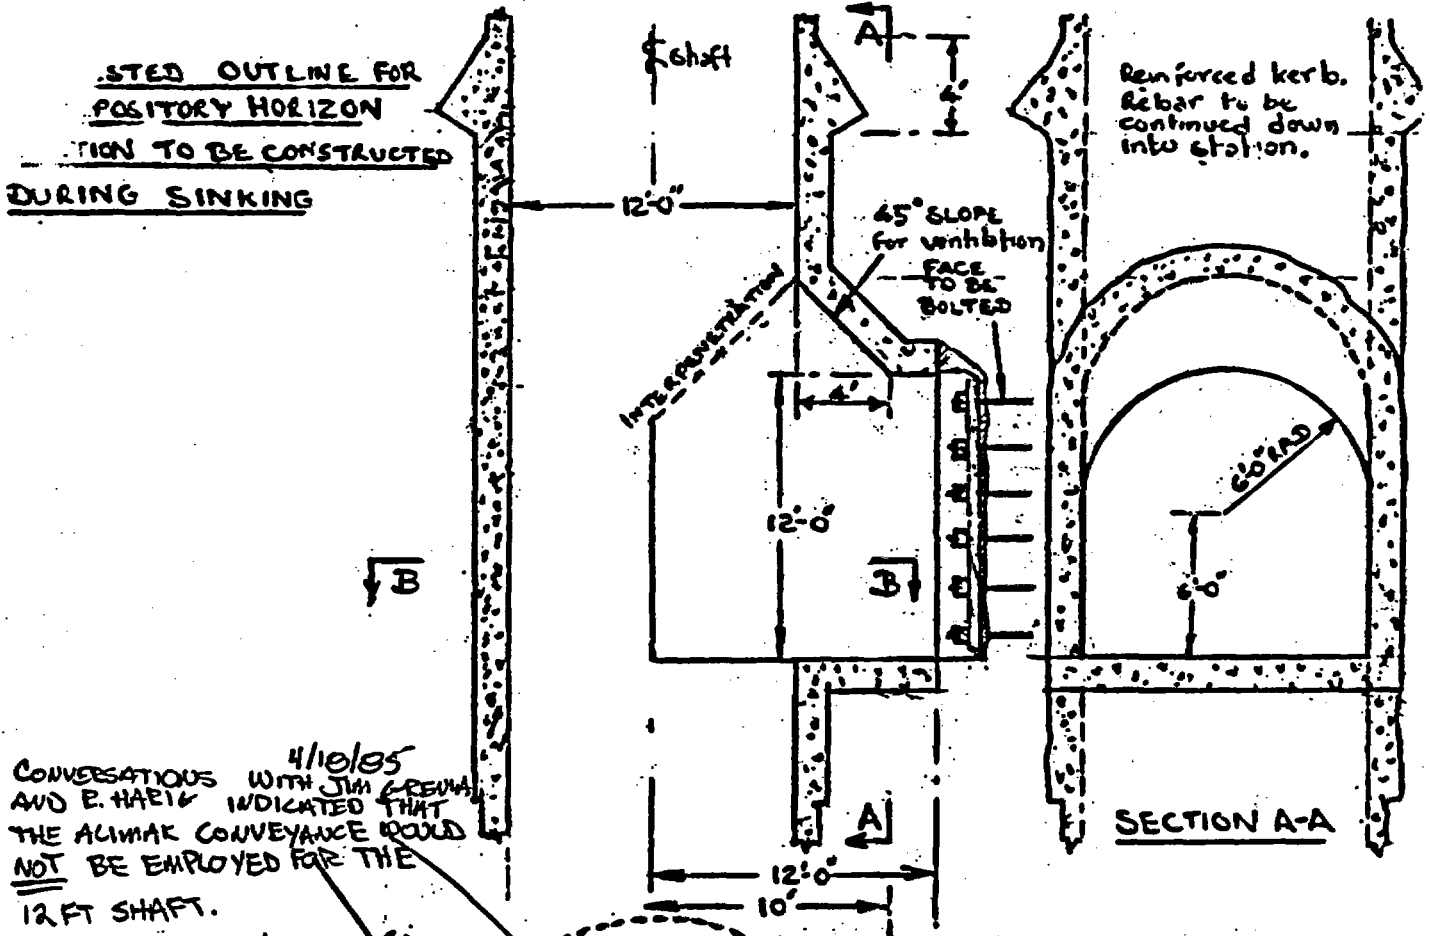 .STED OUTLINE FOR
POSITORY HORIZON
TION TO BE CONSTRUCTED
DURING SINKING
℄ shaft
A
4'
Reinforced kerb.
Rebar to be
continued down
into station.
12'-0"
45° SLOPE
for ventilation
FACE
TO BE
BOLTED
INTERPENETRATION
4'
12'-0"
6'-0" RAD
6'-0"
B
B
4/18/85
CONVERSATIONS WITH JIM
AND R. HARIG INDICATED THAT
THE ALIMAK CONVEYANCE WOULD
NOT BE EMPLOYED FOR THE
12 FT SHAFT.
A
SECTION A-A
12'-0"
10'